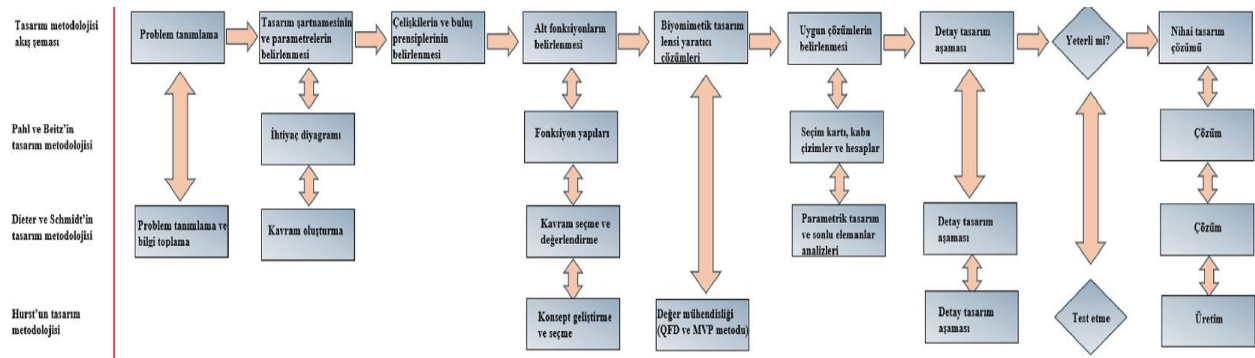 Tasarım metodolojisi
akış şeması
Problem tanımlama
Tasarım şartnamesinin
ve parametrelerin
belirlenmesi
Çelişkilerin ve buluş
prensiplerinin
belirlenmesi
Alt fonksiyonların
belirlenmesi
Biyomimetik tasarım
lensi yaratıcı
çözümleri
Uygun çözümlerin
belirlenmesi
Detay tasarım
aşaması
Yeterli mi?
Nihai tasarım
çözümü
Pahl ve Beitz'in
tasarım metodolojisi
İhtiyaç diyagramı
Fonksiyon yapıları
Seçim kartı, kaba
çizimler ve hesaplar
Çözüm
Dieter ve Schmidt'in
tasarım metodolojisi
Problem tanımlama ve
bilgi toplama
Kavram oluşturma
Kavram seçme ve
değerlendirme
Parametrik tasarım
ve sonlu elemanlar
analizleri
Detay tasarım
aşaması
Çözüm
Hurst'un tasarım
metodolojisi
Konsept geliştirme
ve seçme
Değer mühendisliği
(QFD ve MVP metodu)
Detay tasarım
aşaması
Test etme
Üretim